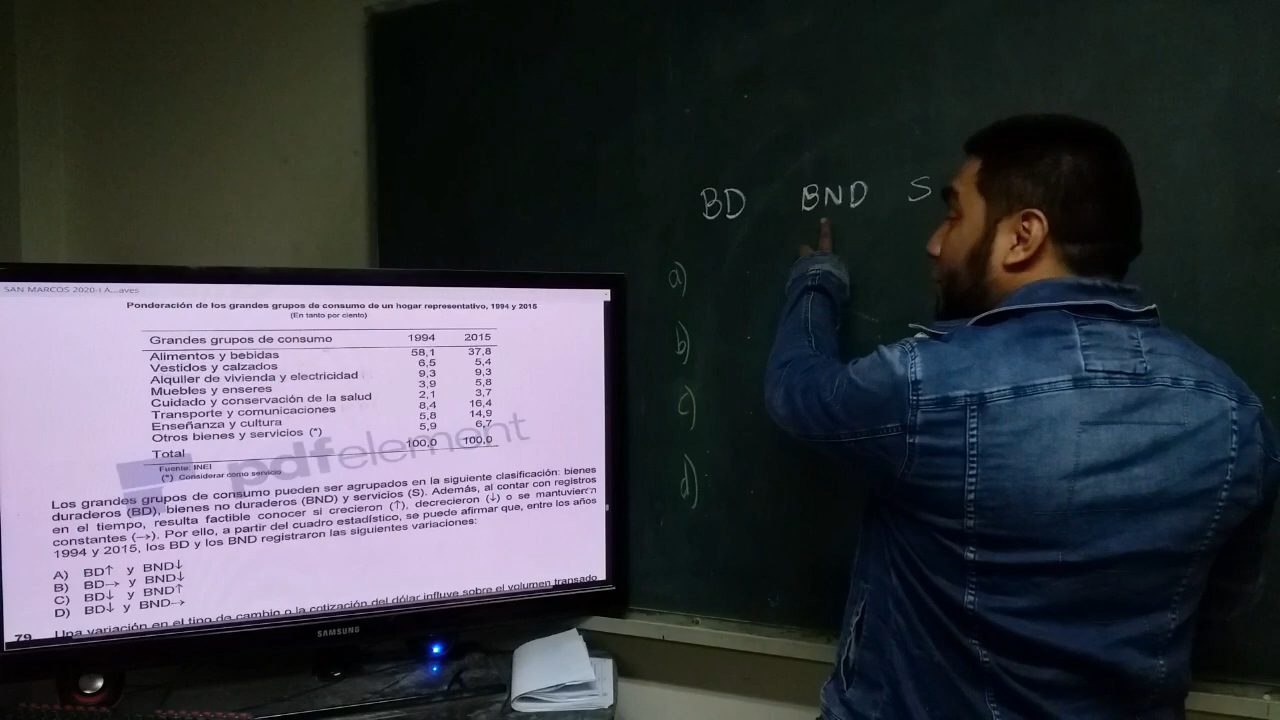 SAN MARCOS 2020-I A...aves
Ponderación de los grandes grupos de consumo de un hogar representativo, 1994 y 2015
(En tanto por ciento)
Grandes grupos de consumo 1994 2015
Alimentos y bebidas 58,1 37,8
Vestidos y calzados 6,5 5,4
Alquiler de vivienda y electricidad 9,3 9,3
Muebles y enseres 3,9 5,8
Cuidado y conservación de la salud 2,1 3,7
Transporte y comunicaciones 8,4 16,4
Enseñanza y cultura 5,8 14,9
Otros bienes y servicios (*) 5,9 6,7
Total 100,0 100,0
Fuente: INEI
(*) Considerar como servicio
pdfelement
Los grandes grupos de consumo pueden ser agrupados en la siguiente clasificación: bienes
duraderos (BD), bienes no duraderos (BND) y servicios (S). Además, al contar con registros
en el tiempo, resulta factible conocer si crecieron (↑), decrecieron (↓) o se mantuvieron
constantes (→). Por ello, a partir del cuadro estadístico, se puede afirmar que, entre los años
1994 y 2015, los BD y los BND registraron las siguientes variaciones:
A) BD↑ y BND↓
B) BD→ y BND↓
C) BD↓ y BND↑
D) BD↓ y BND→
79 Una variación en el tipo de cambio o la cotización del dólar influye sobre el volumen transado
SAMSUNG
BD BND S
a)
b)
c)
d)